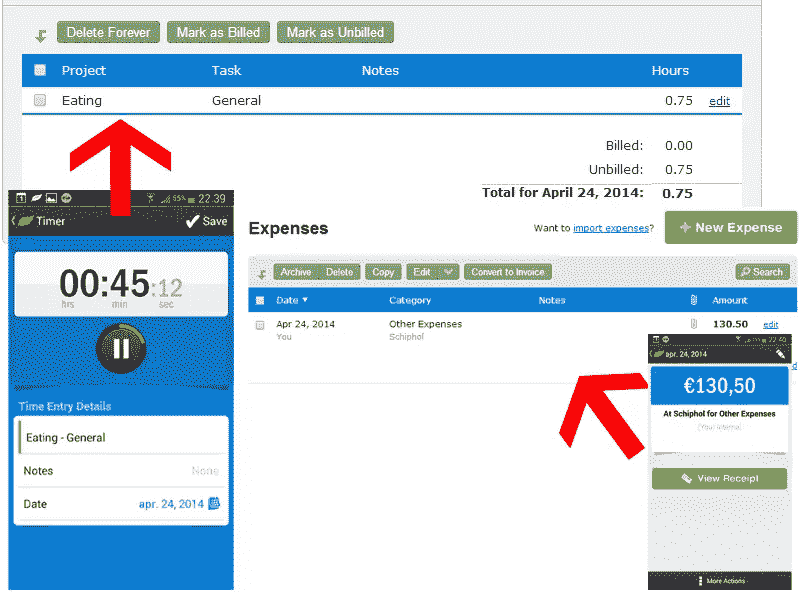 Delete Forever Mark as Billed Mark as Unbilled
Project Task Notes Hours
Eating General 0.75 edit
Billed: 0.00
Unbilled: 0.75
Total for April 24, 2014: 0.75
1 95% 22:39
Timer Save
00:45:12
hrs min sec
Time Entry Details
Eating - General
Notes None
Date apr. 24, 2014
Expenses
Want to import expenses? New Expense
Archive Delete Copy Edit Convert to Invoice Search
Date Category Notes Amount
Apr 24, 2014 Other Expenses 130.50 edit
You Schiphol
22:40
apr. 24, 2014
€130,50
At Schiphol for Other Expenses
View Receipt
More Actions